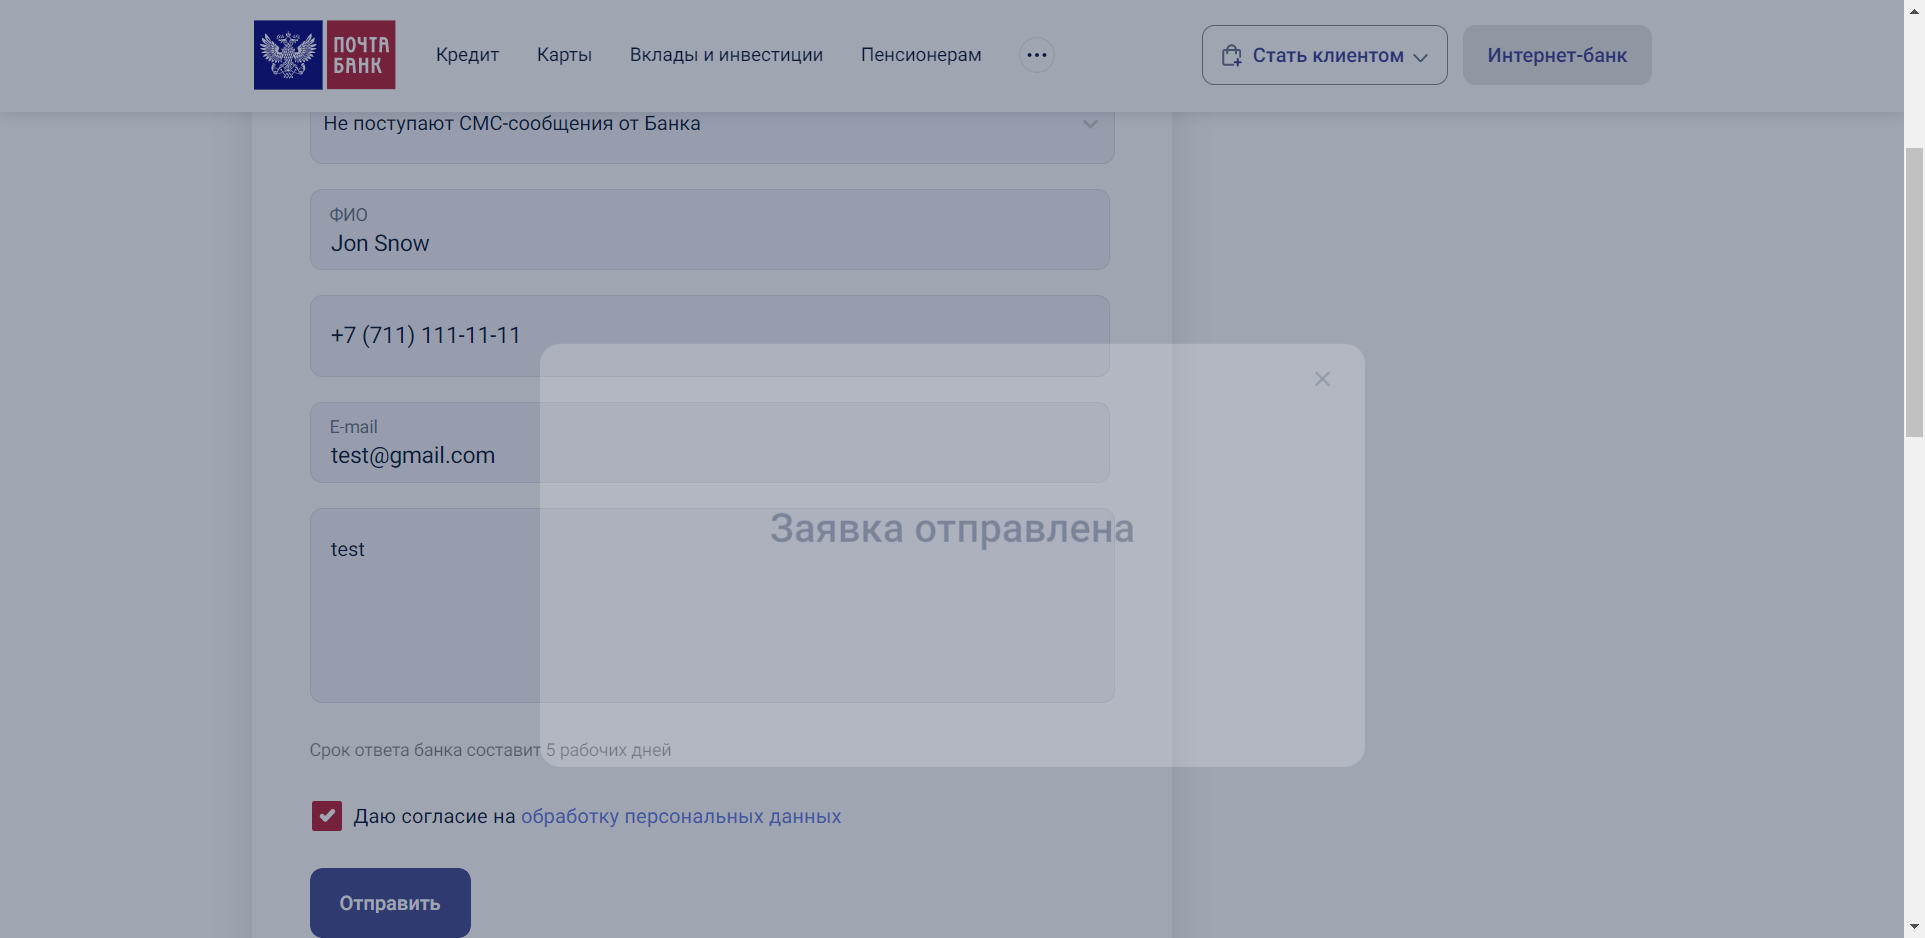 ПОЧТА
БАНК
Кредит
Карты
Вклады и инвестиции
Пенсионерам
Стать клиентом
Интернет-банк
Не поступают СМС-сообщения от Банка
ФИО
Jon Snow
+7 (711) 111-11-11
E-mail
test@gmail.com
Заявка отправлена
test
Срок ответа банка составит 5 рабочих дней
Даю согласие на обработку персональных данных
Отправить